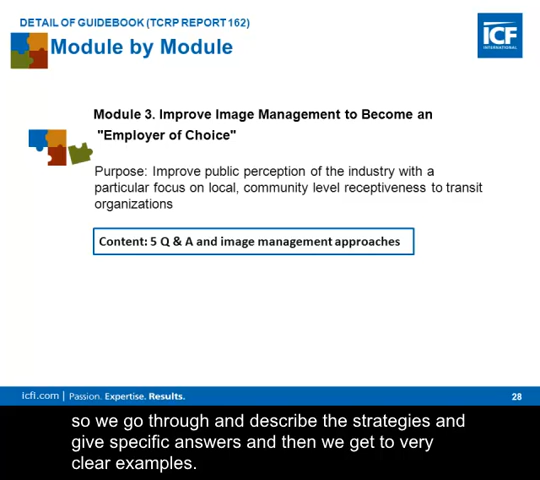 DETAIL OF GUIDEBOOK (TCRP REPORT 162)
Module by Module
ICF
INTERNATIONAL
Module 3. Improve Image Management to Become an
"Employer of Choice"
Purpose: Improve public perception of the industry with a
particular focus on local, community level receptiveness to transit
organizations
Content: 5 Q & A and image management approaches
icfi.com | Passion. Expertise. Results.
28
so we go through and describe the strategies and
give specific answers and then we get to very
clear examples.